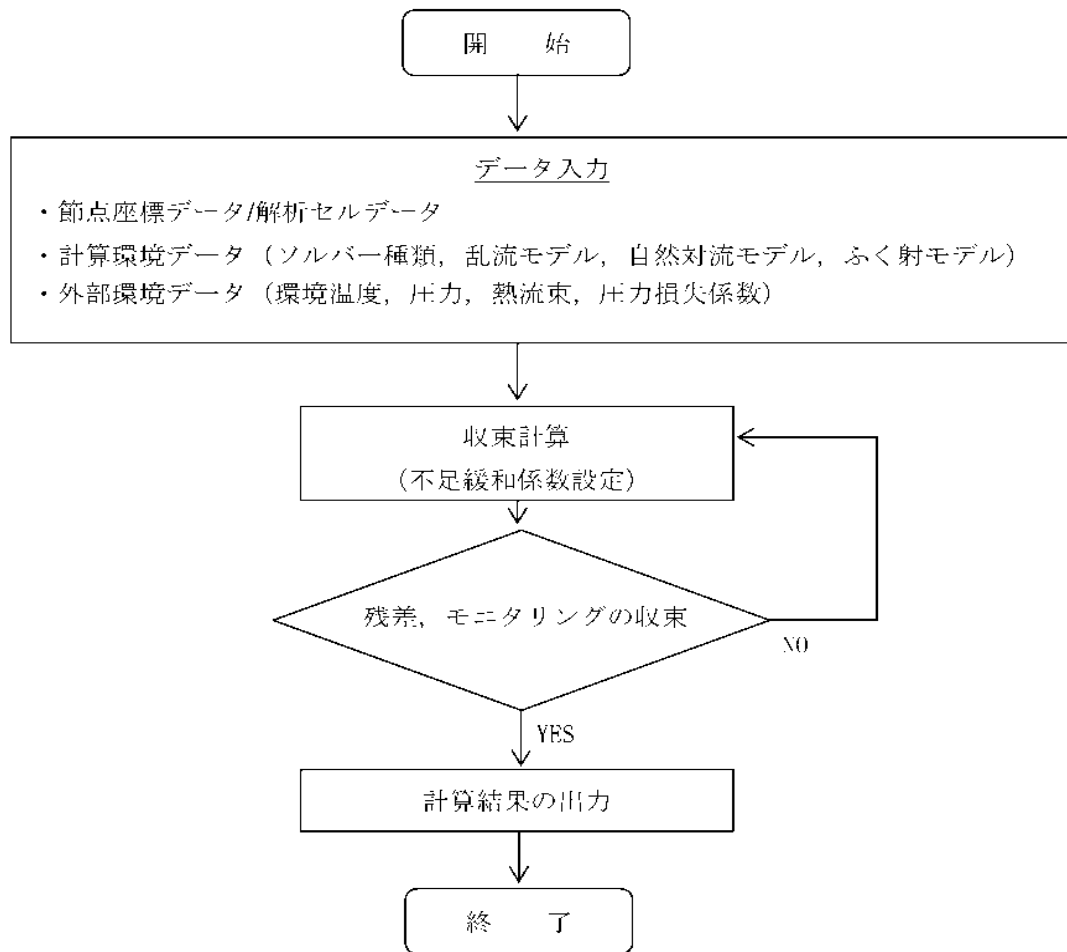 開　　始
データ入力
・節点座標データ/解析セルデータ
・計算環境データ（ソルバー種類，乱流モデル，自然対流モデル，ふく射モデル）
・外部環境データ（環境温度，圧力，熱流束，圧力損失係数）
収束計算
（不足緩和係数設定）
残差，モニタリングの収束
NO
YES
計算結果の出力
終　　了